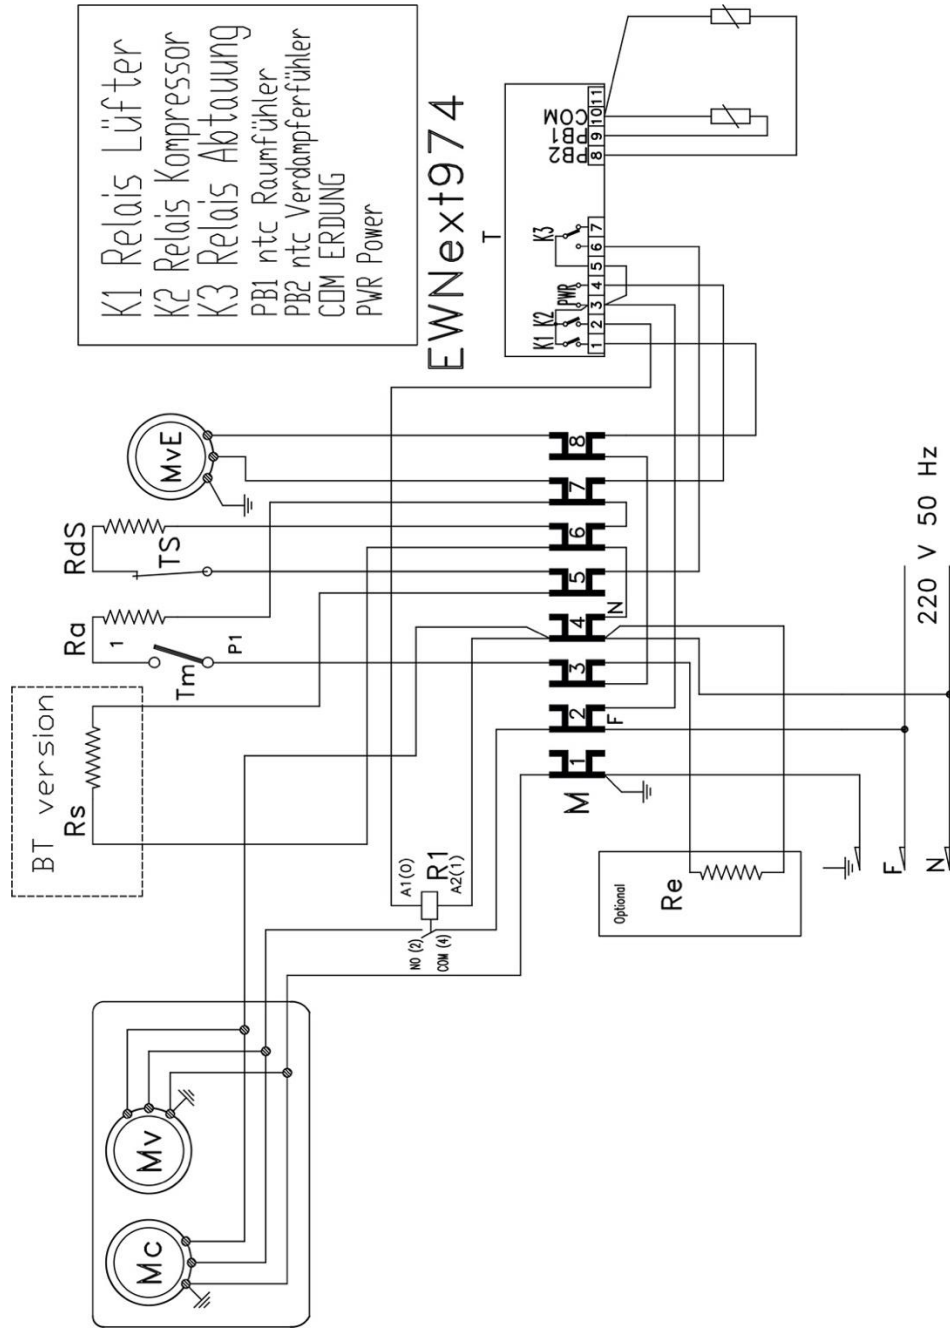 K1 Relais Lüfter
K2 Relais Kompressor
K3 Relais Abtauung
PB1 ntc Raumfühler
PB2 ntc Verdampferfühler
COM ERDUNG
PWR Power
EWNext974
T
K1 K2 PWR K3
PB2 PB1 COM
1 2 3 4 5 6 7 8 9 10 11
MvE
RdS
TS
Ra
1
Tm
P1
BT version
Rs
M
1 2 3 4 5 6 7 8
F
N
A1(0)
R1
A2(1)
NO (2)
COM (4)
Optional
Re
Mv
Mc
F
N
220 V 50 Hz